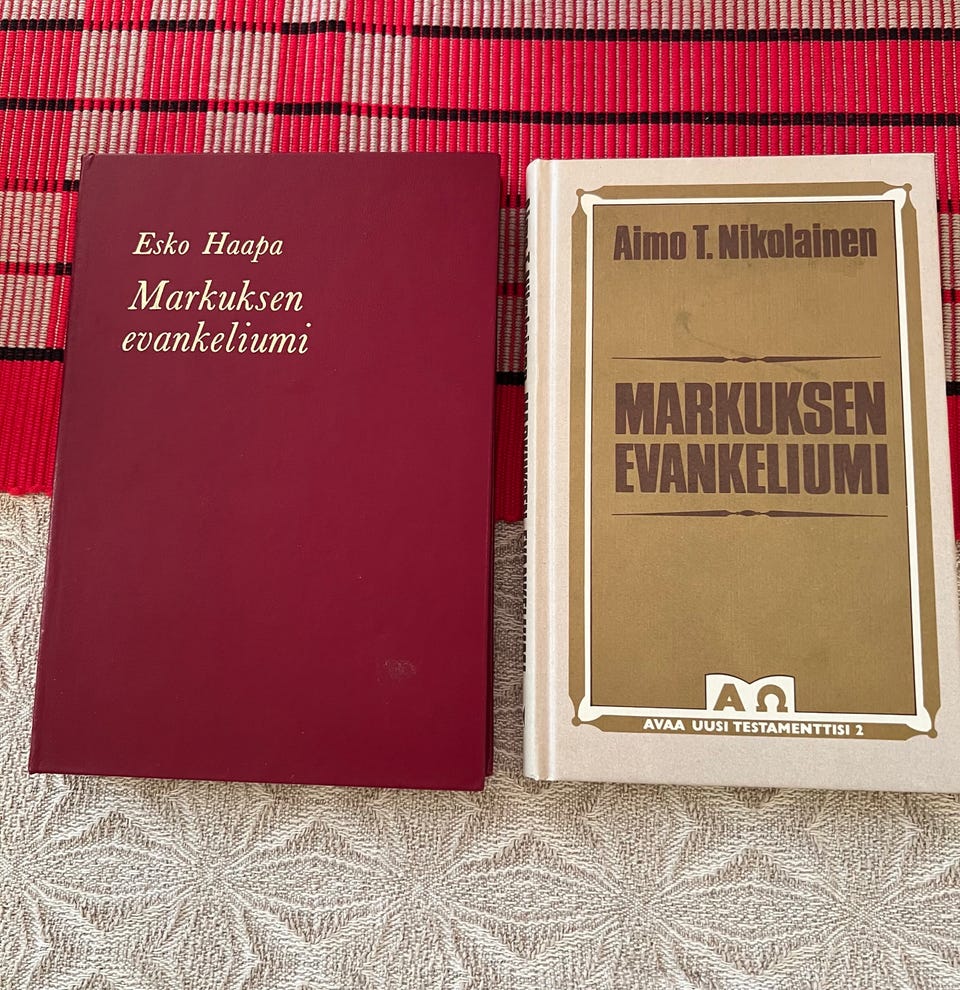 Esko Haapa
Markuksen
evankeliumi
Aimo T. Nikolainen
MARKUKSEN
EVANKELIUMI
AΩ
AVAA UUSI TESTAMENTTISI 2